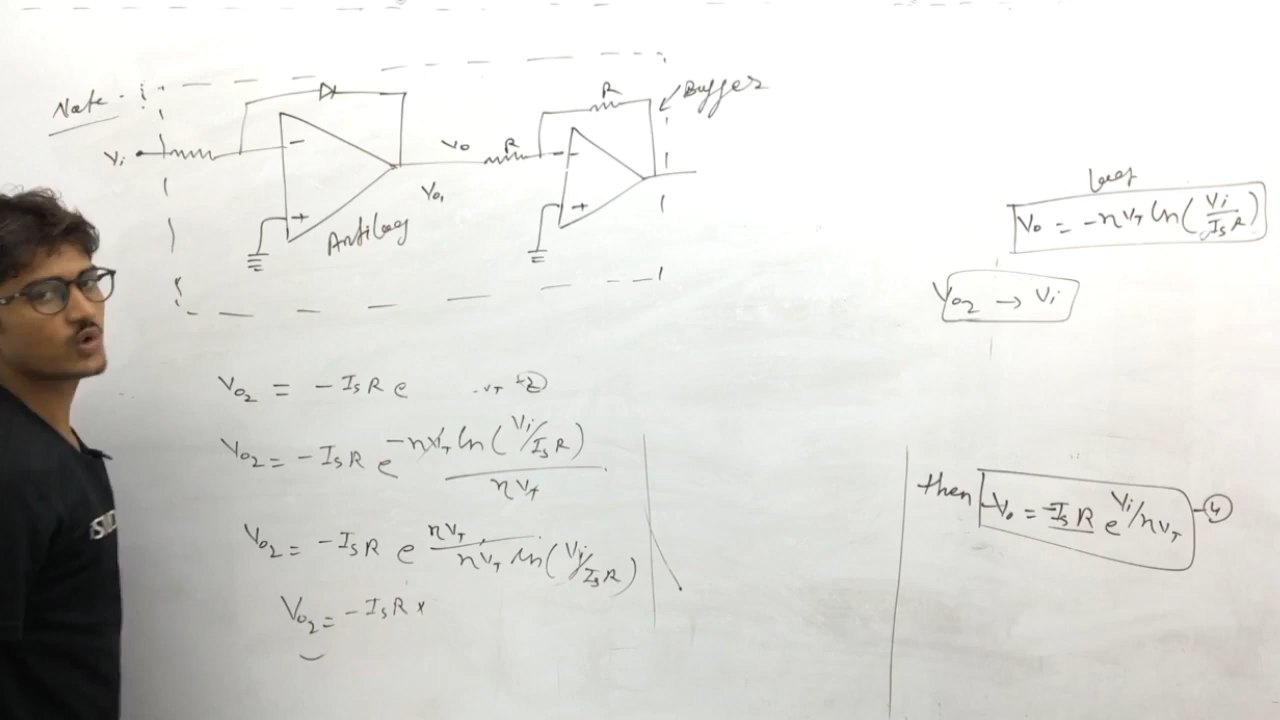 Note :
Buffer
R
Vi
−
Vo
R
−
Vo1
+
Antilog
+
log
Vo = -nVT ln(Vi/IsR)
Vo2 → Vi
Vo2 = - IsR e
Vo2 = - IsR e -nVT ln(Vi/IsR) / nVT
Vo2 = - IsR e nVT / nVT ln(Vi/IsR)
Vo2 = - IsR x
then Vo = -IsR e Vi/nVT - 4